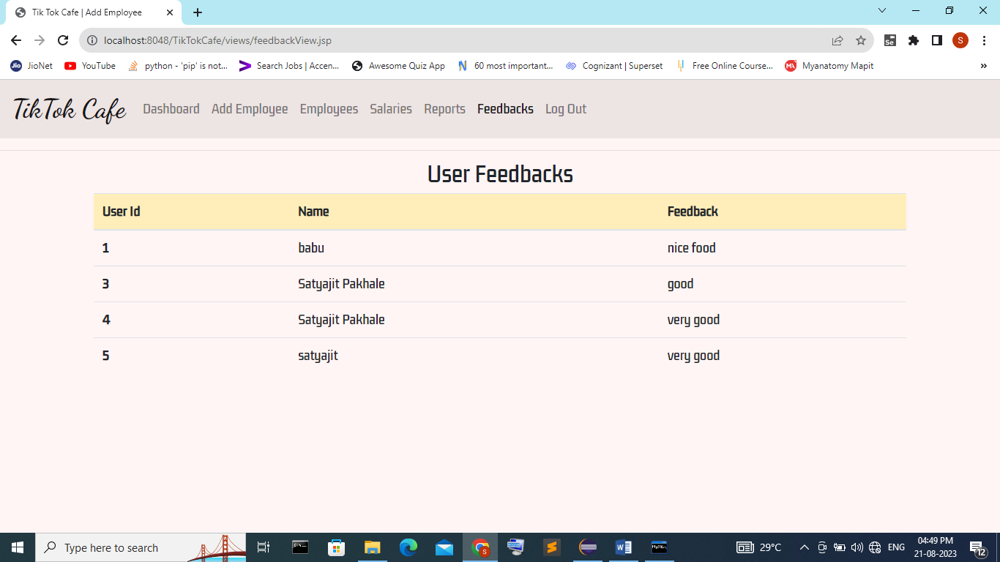 Tik Tok Cafe | Add Employee
localhost:8048/TikTokCafe/views/feedbackView.jsp
Se
S
Jio JioNet YouTube python - 'pip' is not... Search Jobs | Accen... Awesome Quiz App 60 most important... Cognizant | Superset Free Online Course... Myanatomy Mapit »
TikTok Cafe Dashboard Add Employee Employees Salaries Reports Feedbacks Log Out
User Feedbacks
User Id Name Feedback
1 babu nice food
3 Satyajit Pakhale good
4 Satyajit Pakhale very good
5 satyajit very good
Type here to search
29°C ENG
04:49 PM
21-08-2023
12